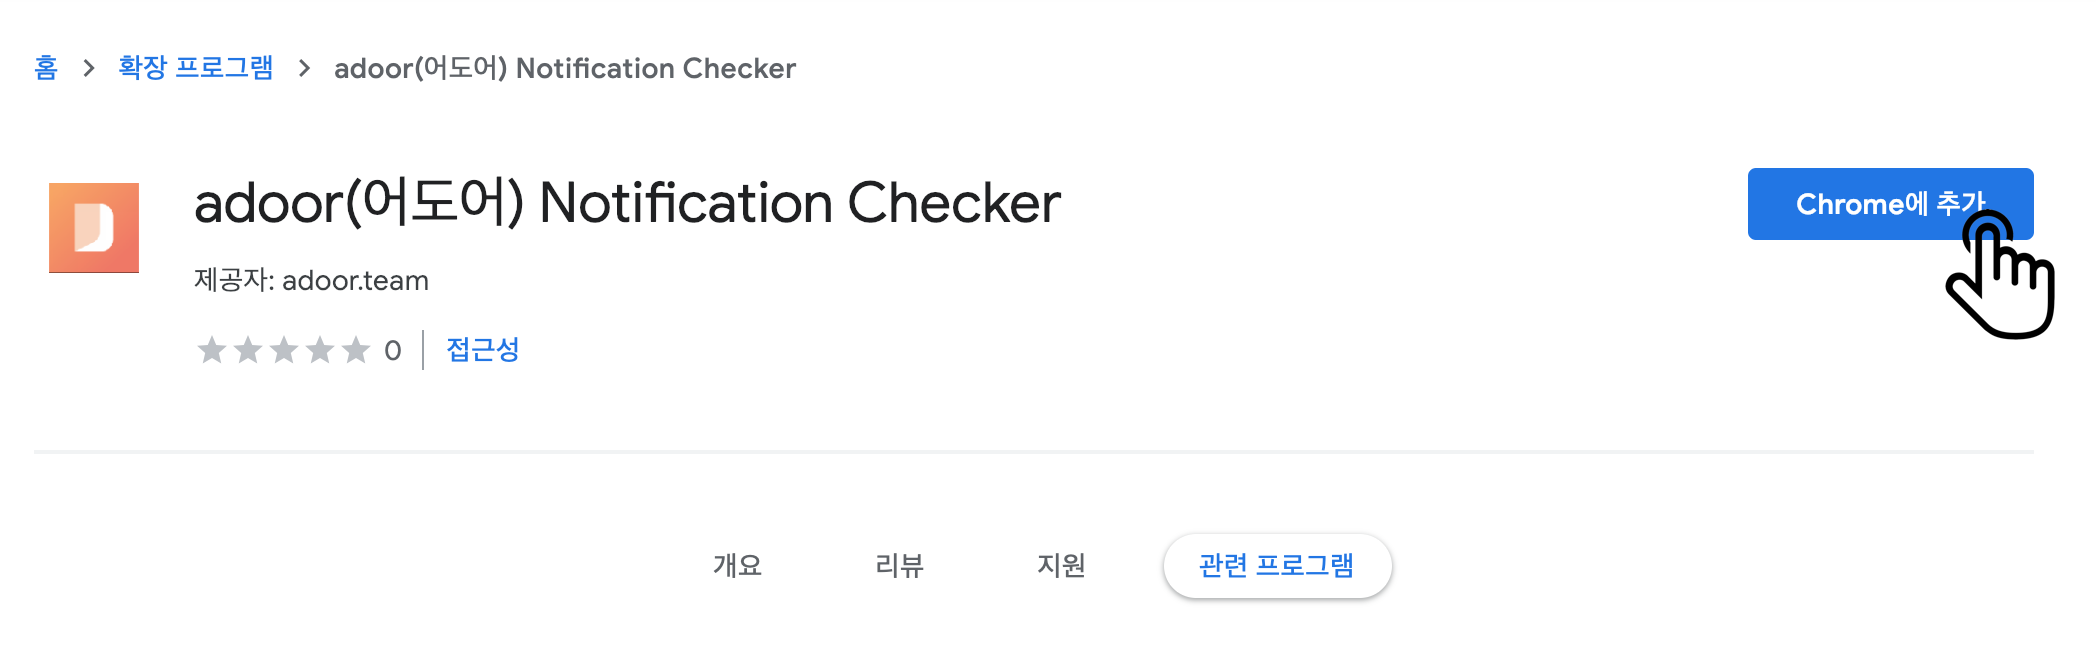 홈 > 확장 프로그램 > adoor(어도어) Notification Checker
adoor(어도어) Notification Checker
Chrome에 추가
제공자: adoor.team
0 | 접근성
개요 리뷰 지원 관련 프로그램